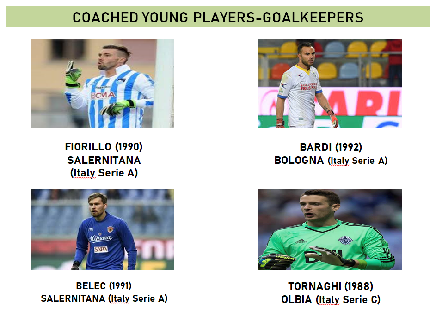 COACHED YOUNG PLAYERS-GOALKEEPERS
FIORILLO (1990)
SALERNITANA
(Italy Serie A)
BARDI (1992)
BOLOGNA (Italy Serie A)
BELEC (1991)
SALERNITANA (Italy Serie A)
TORNAGHI (1988)
OLBIA (Italy Serie C)